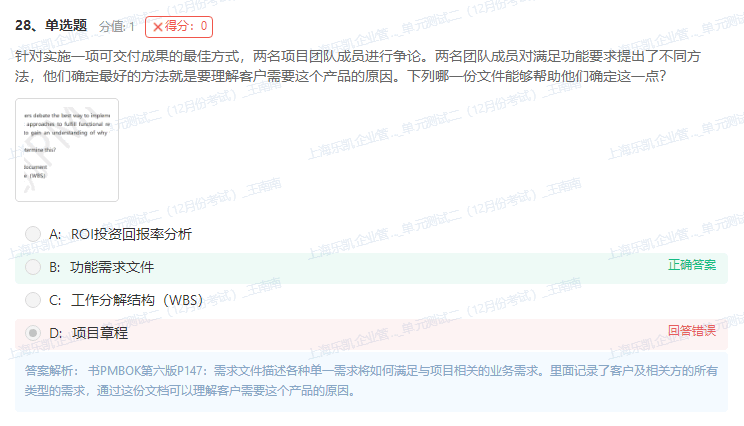 28、单选题 分值: 1 ✕得分：0
针对实施一项可交付成果的最佳方式，两名项目团队成员进行争论。两名团队成员对满足功能要求提出了不同方
法，他们确定最好的方法就是要理解客户需要这个产品的原因。下列哪一份文件能够帮助他们确定这一点？
ers debate the best way to implem
approaches to fulfill functional re
to gain an understanding of why
termine this?
document
e (WBS)
A: ROI投资回报率分析
B: 功能需求文件 正确答案
C: 工作分解结构（WBS）
D: 项目章程 回答错误
答案解析： 书PMBOK第六版P147：需求文件描述各种单一需求将如何满足与项目相关的业务需求。里面记录了客户及相关方的所有
类型的需求，通过这份文档可以理解客户需要这个产品的原因。
上海乐凯企业管._单元测试二（12月份考试）_王南南